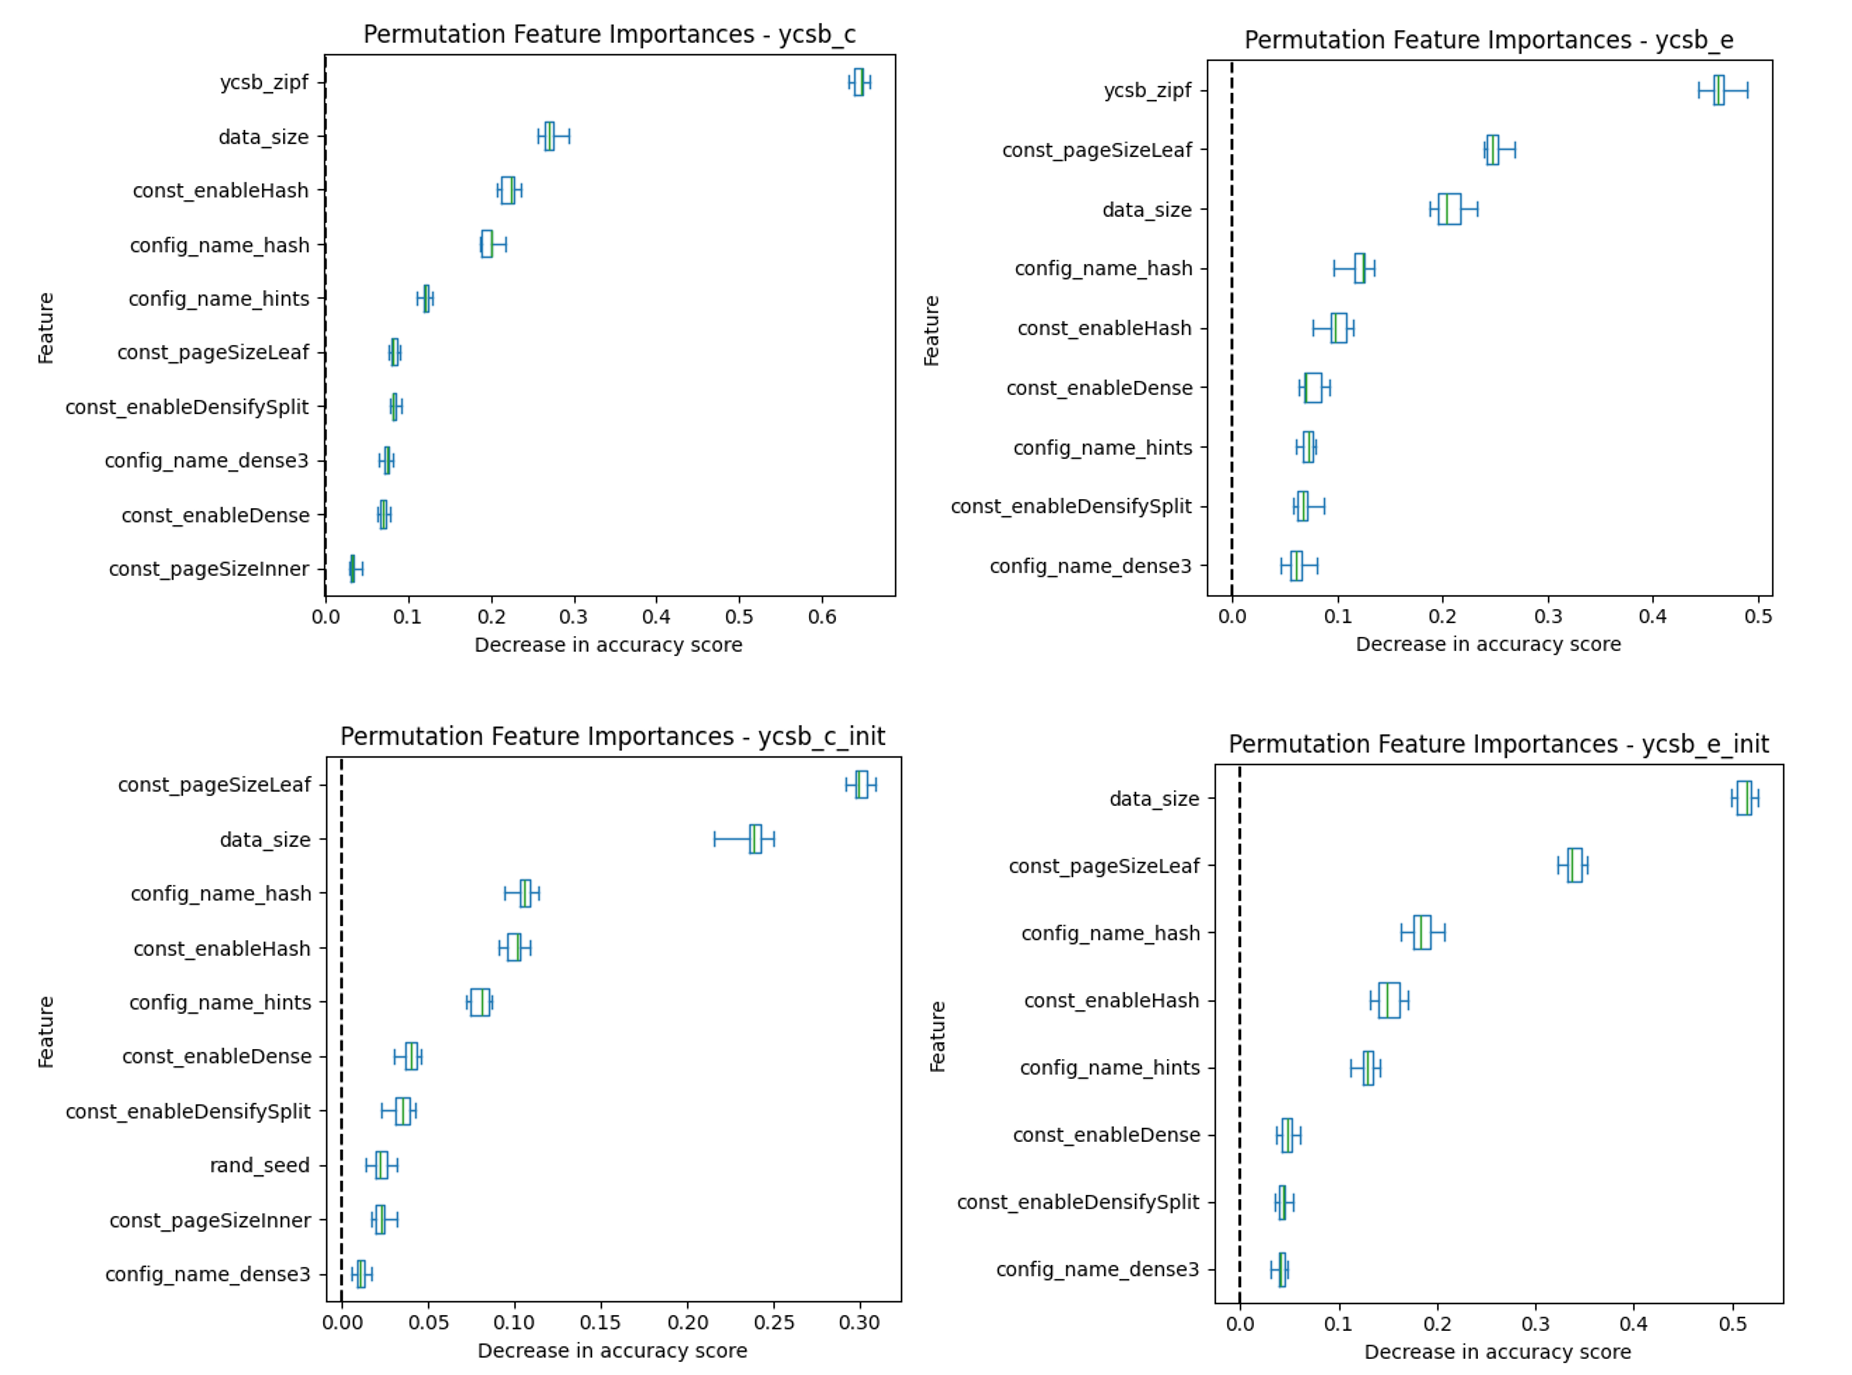 Permutation Feature Importances - ycsb_c
ycsb_zipf
data_size
const_enableHash
config_name_hash
config_name_hints
const_pageSizeLeaf
const_enableDensifySplit
config_name_dense3
const_enableDense
const_pageSizeInner
Feature
0.0 0.1 0.2 0.3 0.4 0.5 0.6
Decrease in accuracy score
Permutation Feature Importances - ycsb_e
ycsb_zipf
const_pageSizeLeaf
data_size
config_name_hash
const_enableHash
const_enableDense
config_name_hints
const_enableDensifySplit
config_name_dense3
Feature
0.0 0.1 0.2 0.3 0.4 0.5
Decrease in accuracy score
Permutation Feature Importances - ycsb_c_init
const_pageSizeLeaf
data_size
config_name_hash
const_enableHash
config_name_hints
const_enableDense
const_enableDensifySplit
rand_seed
const_pageSizeInner
config_name_dense3
Feature
0.00 0.05 0.10 0.15 0.20 0.25 0.30
Decrease in accuracy score
Permutation Feature Importances - ycsb_e_init
data_size
const_pageSizeLeaf
config_name_hash
const_enableHash
config_name_hints
const_enableDense
const_enableDensifySplit
config_name_dense3
Feature
0.0 0.1 0.2 0.3 0.4 0.5
Decrease in accuracy score